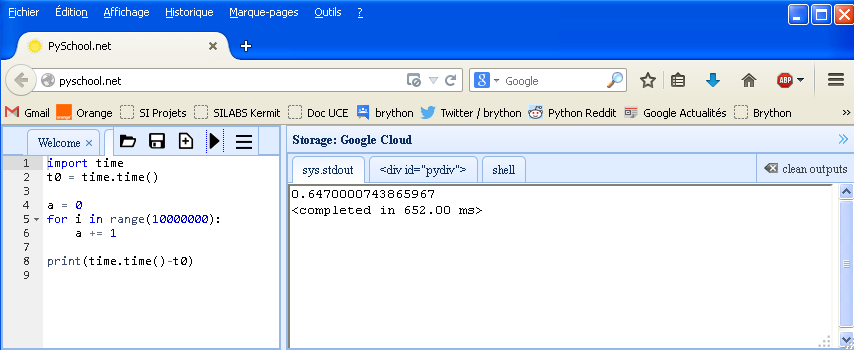 Fichier Édition Affichage Historique Marque-pages Outils ?
PySchool.net
pyschool.net
Google
Gmail Orange SI Projets SILABS Kermit Doc UCE brython Twitter / brython Python Reddit Google Actualités Brython
Welcome
Storage: Google Cloud
sys.stdout <div id="pydiv"> shell clean outputs
1 import time
2 t0 = time.time()
3
4 a = 0
5 for i in range(10000000):
6 a += 1
7
8 print(time.time()-t0)
9
0.6470000743865967
<completed in 652.00 ms>
ABP